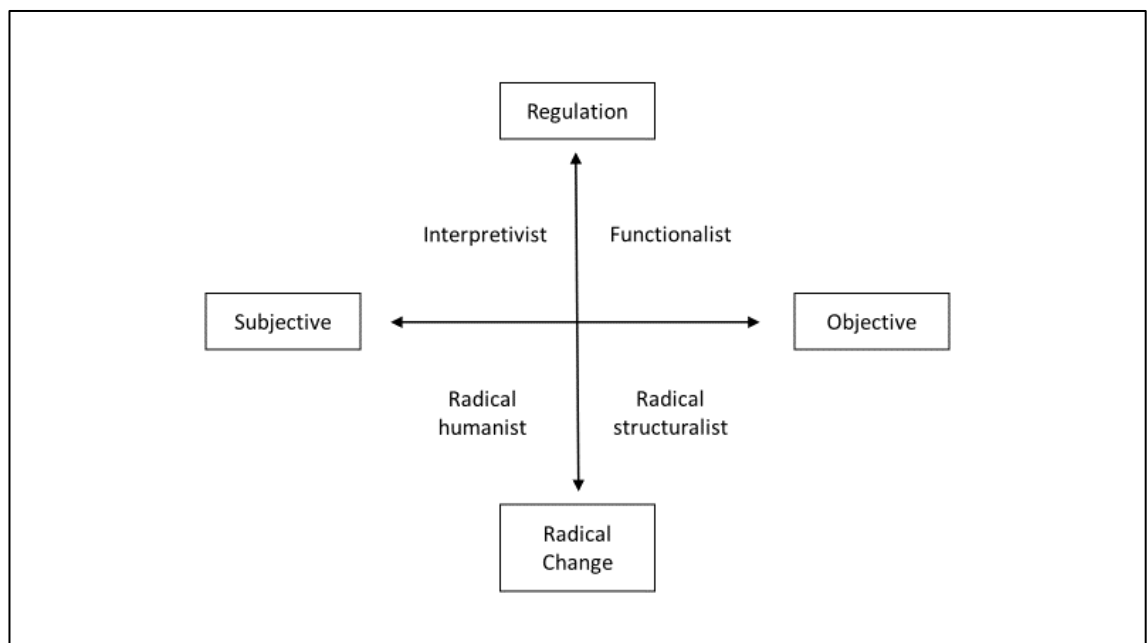 Regulation
Interpretivist
Functionalist
Subjective
Objective
Radical
humanist
Radical
structuralist
Radical
Change